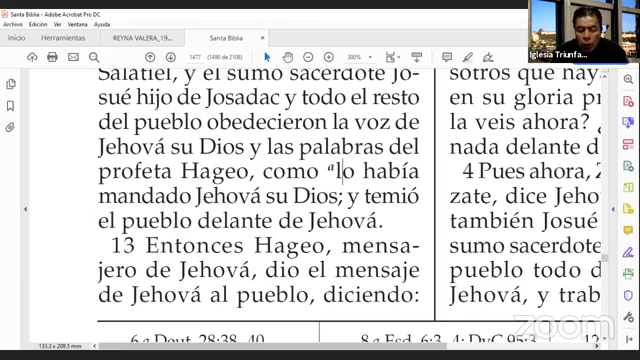 Santa Biblia - Adobe Acrobat Pro DC
Archivo Edición Ver Ventana Ayuda
Inicio Herramientas REYNA VALERA_19... Santa Biblia ×
1477 (1490 de 2108) 300%
Iglesia Triunfa...
Salatiel, y el sumo sacerdote Jo-
sué hijo de Josadac y todo el resto
del pueblo obedecieron la voz de
Jehová su Dios y las palabras del
profeta Hageo, como ᵃlo había
mandado Jehová su Dios; y temió
el pueblo delante de Jehová.
13 Entonces Hageo, mensa-
jero de Jehová, dio el mensaje
de Jehová al pueblo, diciendo:
6 a Deut. 28:38, 40.
sotros que hay
en su gloria pr
la veis ahora? ¿
nada delante d
4 Pues ahora, Z
zate, dice Jeho
también Josué
sumo sacerdote
pueblo todo d
Jehová, y trab
8 a Esd. 6:3, 4; DyC 95:3
12
133.3 x 209.5 mm
zoom